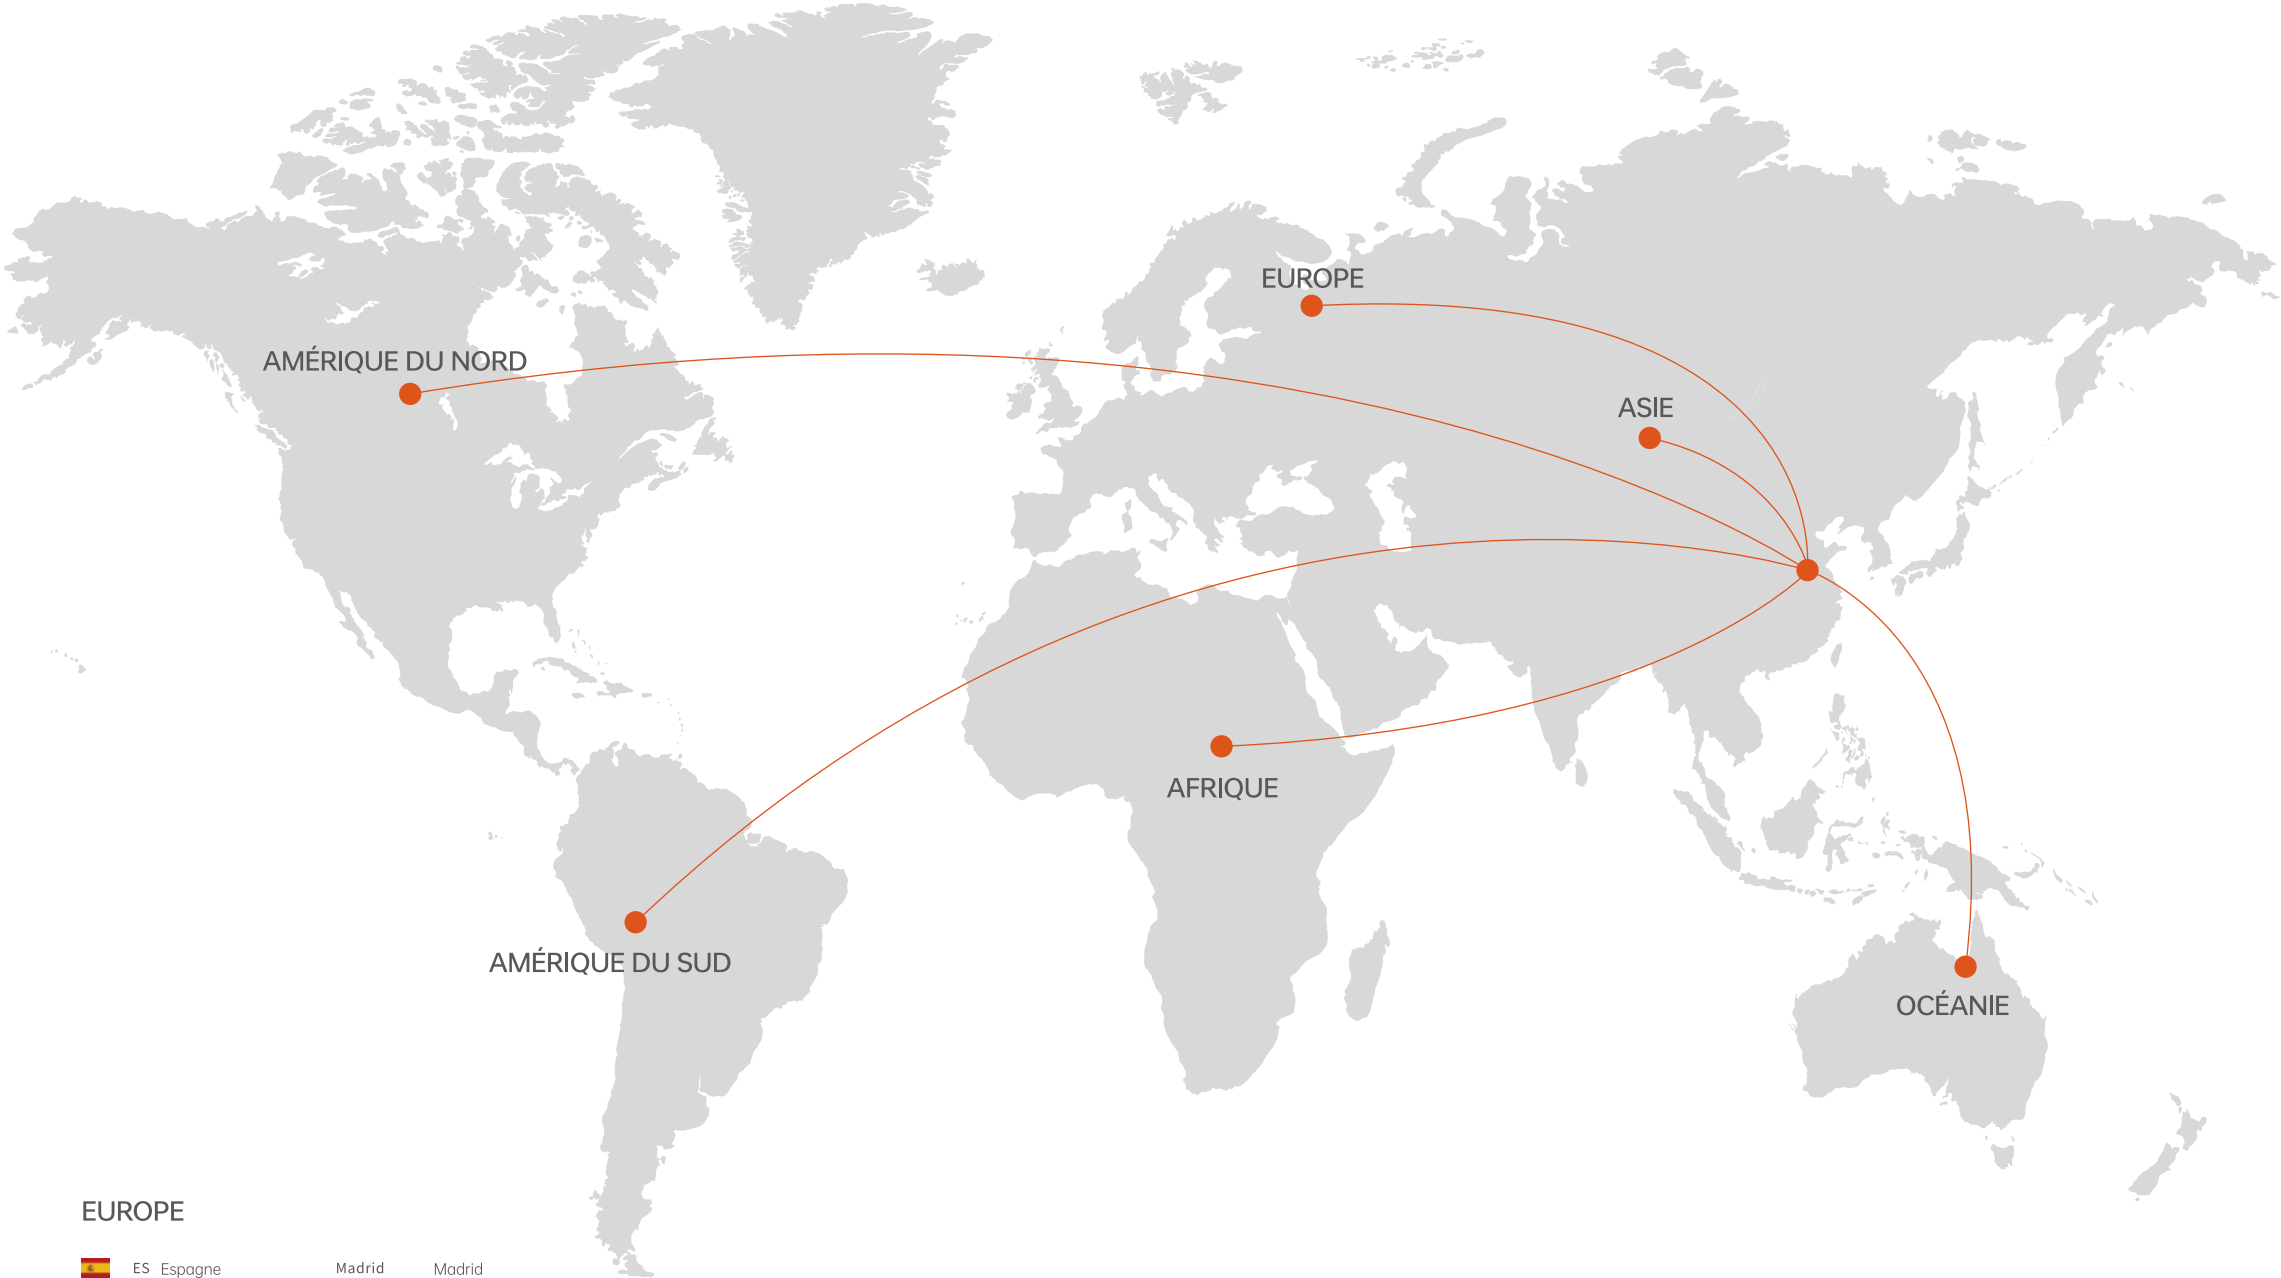 EUROPE
AMÉRIQUE DU NORD
ASIE
AFRIQUE
AMÉRIQUE DU SUD
OCÉANIE
EUROPE
ES Espagne Madrid Madrid